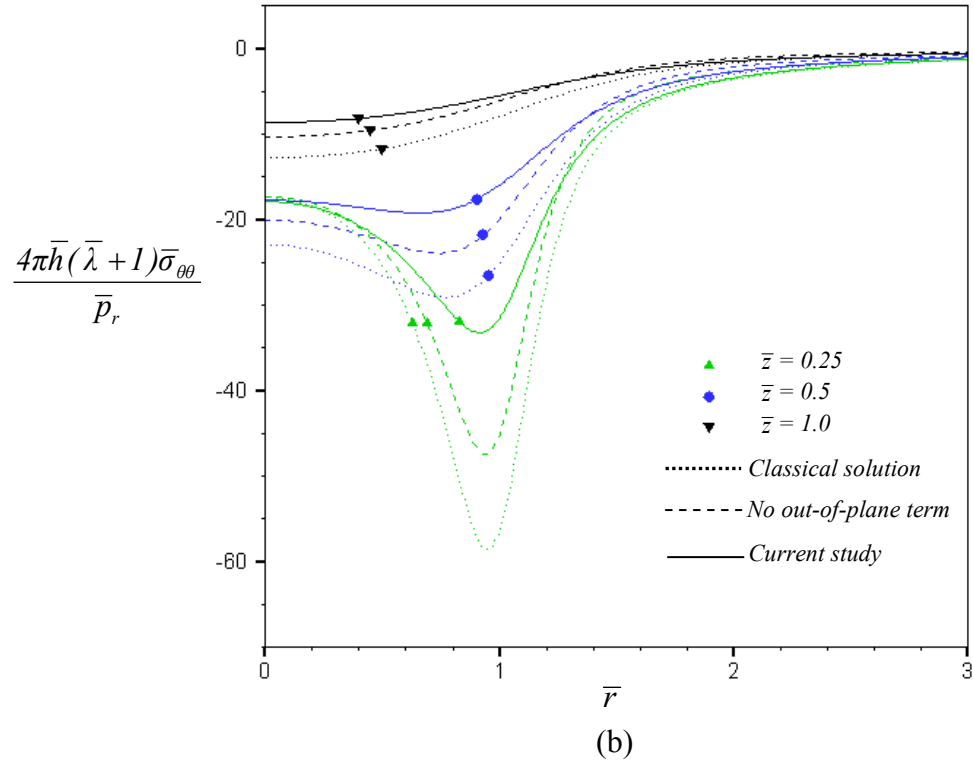 0
-20
-40
-60
4πh̅(λ̅+1)σ̅θθ
p̅r
z̅ = 0.25
z̅ = 0.5
z̅ = 1.0
Classical solution
No out-of-plane term
Current study
0 1 2 3
r̅
(b)